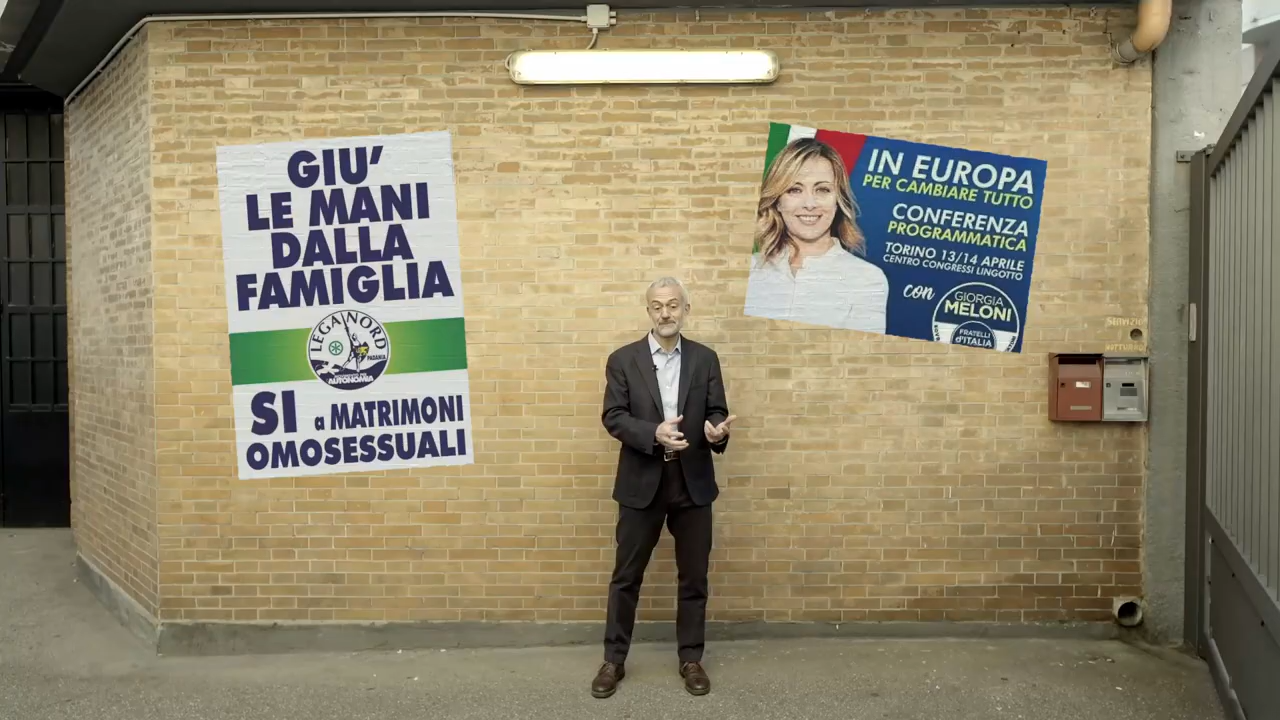 GIU'
LE MANI
DALLA
FAMIGLIA
LEGA NORD
PADANIA
AUTONOMIA
SI a MATRIMONI
OMOSESSUALI
IN EUROPA
PER CAMBIARE TUTTO
CONFERENZA
PROGRAMMATICA
TORINO 13/14 APRILE
CENTRO CONGRESSI LINGOTTO
con
GIORGIA
MELONI
FRATELLI
d'ITALIA
SERVIZIO